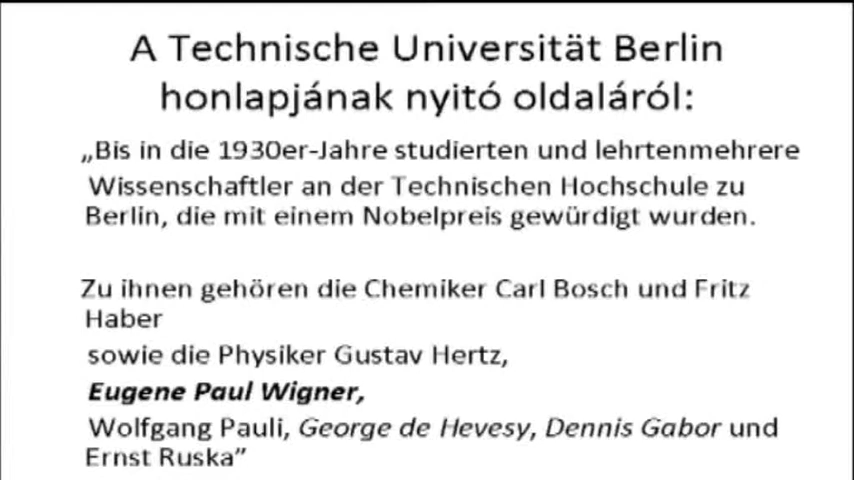 A Technische Universität Berlin
honlapjának nyitó oldaláról:
„Bis in die 1930er-Jahre studierten und lehrtenmehrere
Wissenschaftler an der Technischen Hochschule zu
Berlin, die mit einem Nobelpreis gewürdigt wurden.
Zu ihnen gehören die Chemiker Carl Bosch und Fritz
Haber
sowie die Physiker Gustav Hertz,
Eugene Paul Wigner,
Wolfgang Pauli, George de Hevesy, Dennis Gabor und
Ernst Ruska”